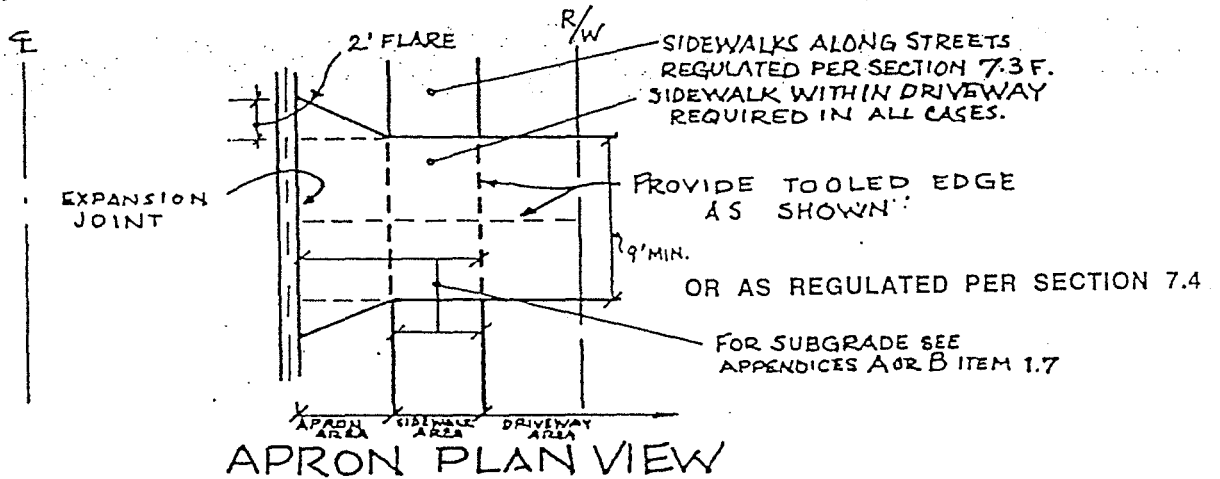 ℄
2' FLARE
R/W
SIDEWALKS ALONG STREETS
REGULATED PER SECTION 7.3 F.
SIDEWALK WITHIN DRIVEWAY
REQUIRED IN ALL CASES.
EXPANSION
JOINT
PROVIDE TOOLED EDGE
AS SHOWN
9' MIN.
OR AS REGULATED PER SECTION 7.4
FOR SUBGRADE SEE
APPENDICES A OR B ITEM 1.7
APRON
AREA
SIDEWALK
AREA
DRIVEWAY
AREA
APRON PLAN VIEW